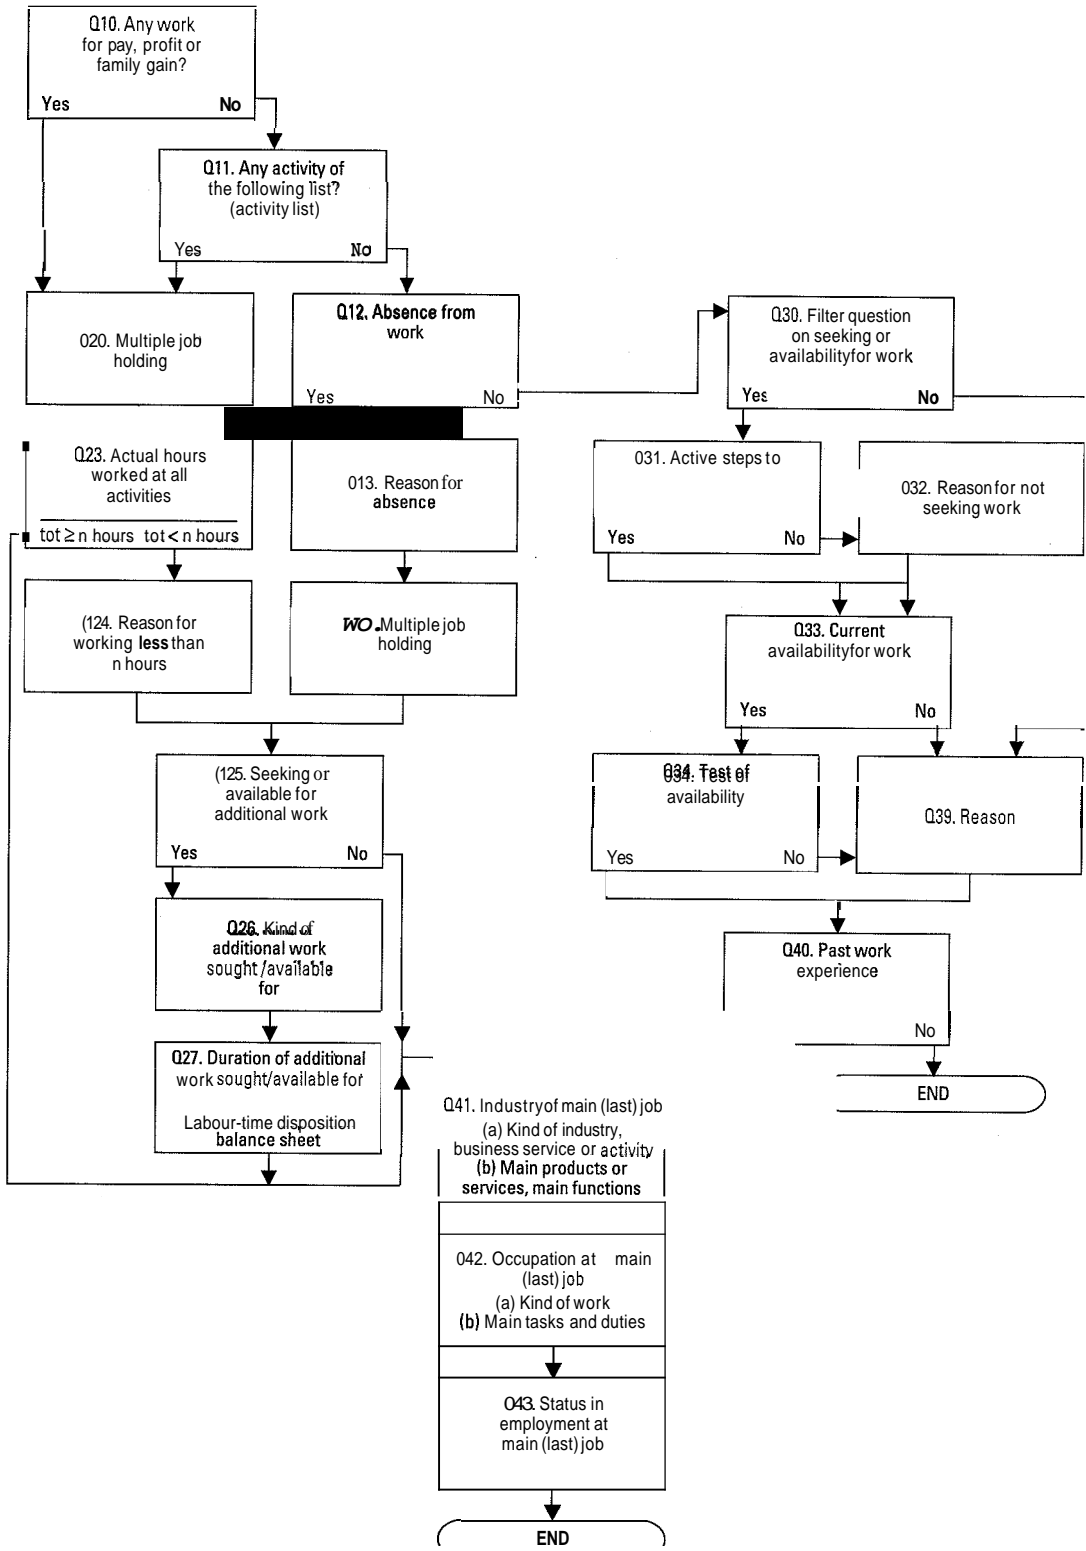 Q10. Any work
for pay, profit or
family gain?
Yes No
Q11. Any activity of
the following list?
(activity list)
Yes No
020. Multiple job
holding
Q12. Absence from
work
Yes No
Q30. Filter question
on seeking or
availability for work
Yes No
Q23. Actual hours
worked at all
activities
tot ≥ n hours tot < n hours
013. Reason for
absence
031. Active steps to
Yes No
032. Reason for not
seeking work
(124. Reason for
working less than
n hours
WO. Multiple job
holding
Q33. Current
availability for work
Yes No
(125. Seeking or
available for
additional work
Yes No
034. Test of
availability
Yes No
Q39. Reason
Q26. Kind of
additional work
sought/available
for
Q40. Past work
experience
No
END
Q27. Duration of additional
work sought/available for
Labour-time disposition
balance sheet
Q41. Industry of main (last) job
(a) Kind of industry,
business service or activity
(b) Main products or
services, main functions
042. Occupation at main
(last) job
(a) Kind of work
(b) Main tasks and duties
043. Status in
employment at
main (last) job
END